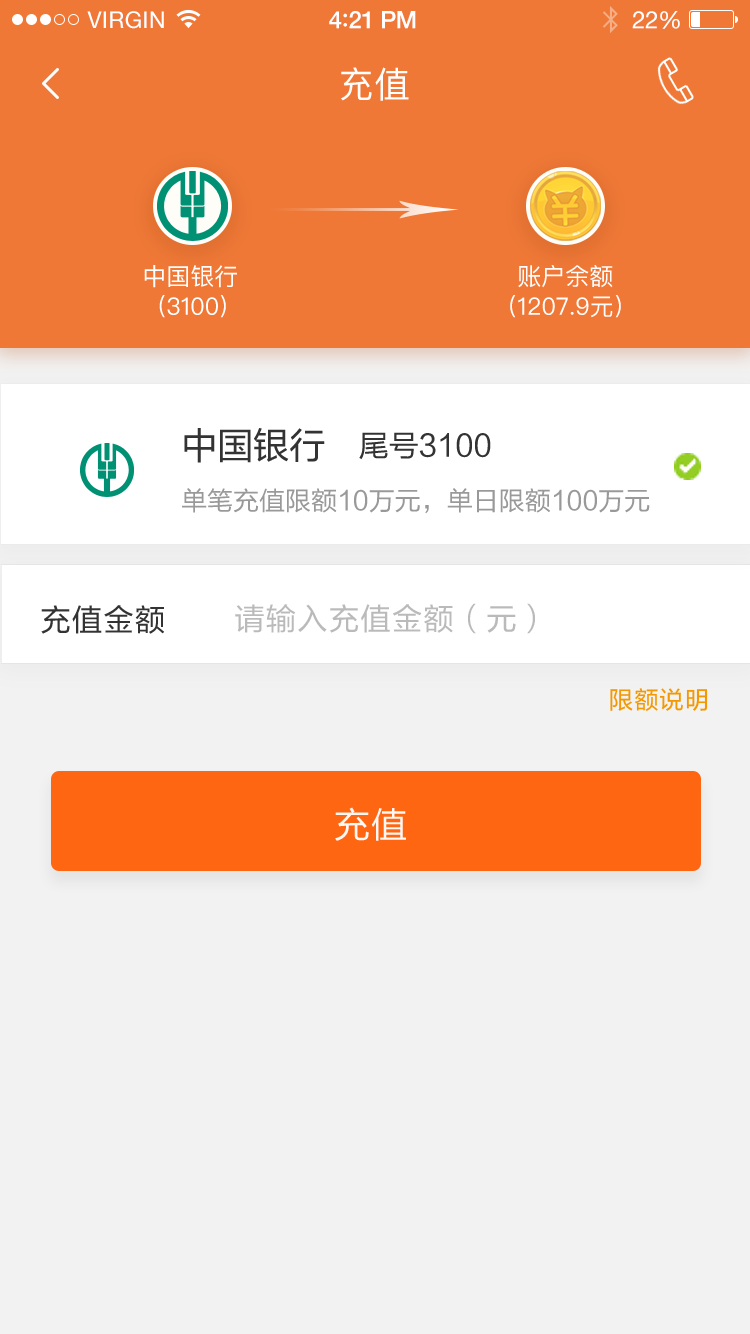 VIRGIN 4:21 PM 22%
充值
中国银行 账户余额
(3100) (1207.9元)
中国银行 尾号3100
单笔充值限额10万元，单日限额100万元
充值金额 请输入充值金额（元）
限额说明
充值